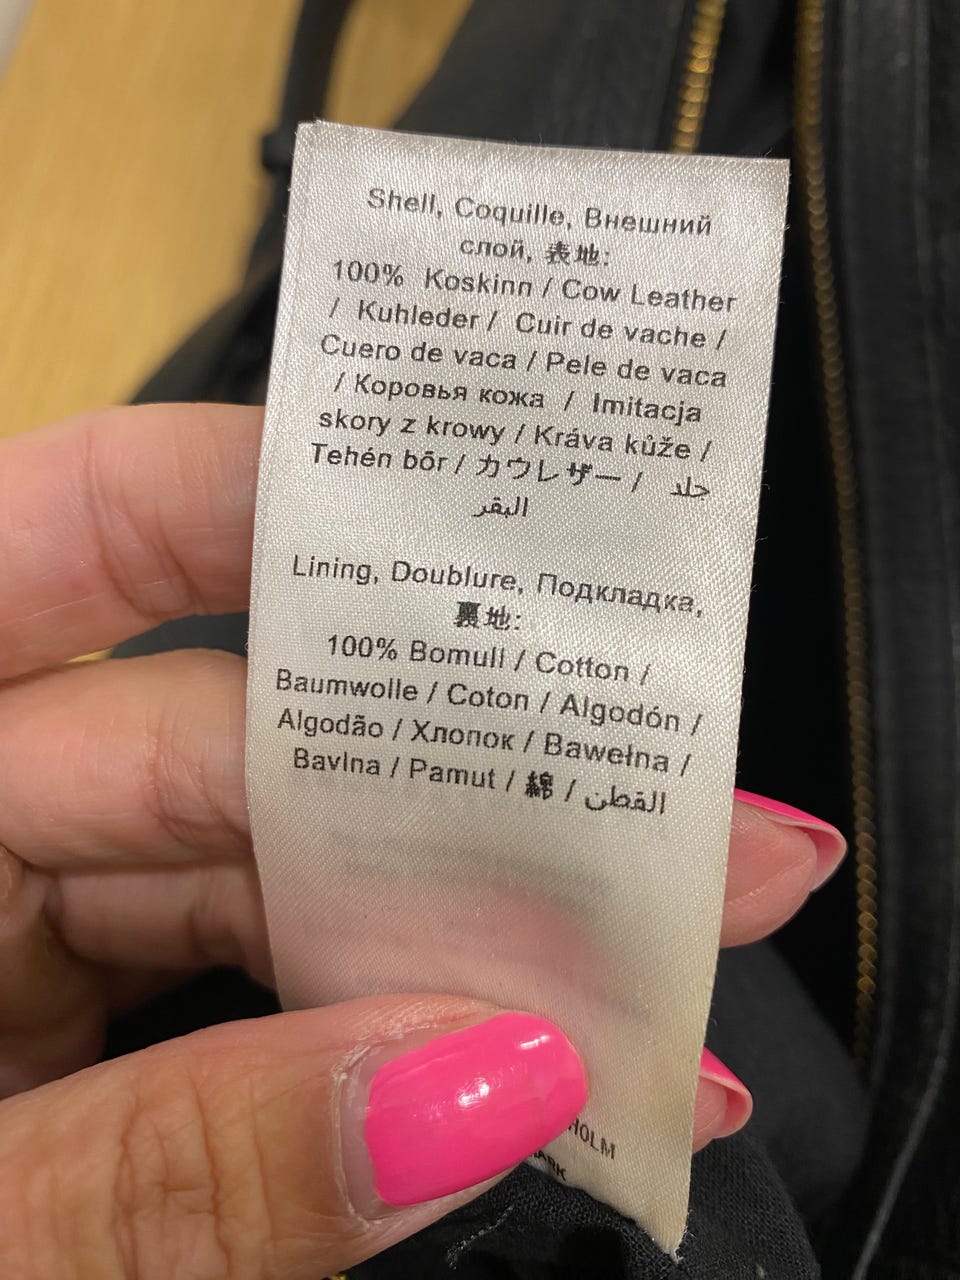 Shell, Coquille, Внешний
слой, 表地:
100% Koskinn / Cow Leather
/ Kuhleder / Cuir de vache /
Cuero de vaca / Pele de vaca
/ Коровья кожа / Imitacja
skory z krowy / Kráva kůže /
Tehén bőr / カウレザー / جلد
البقر
Lining, Doublure, Подкладка,
裏地:
100% Bomull / Cotton /
Baumwolle / Coton / Algodón /
Algodão / Хлопок / Bawełna /
Bavlna / Pamut / 綿 / القطن
HOLM
ARK